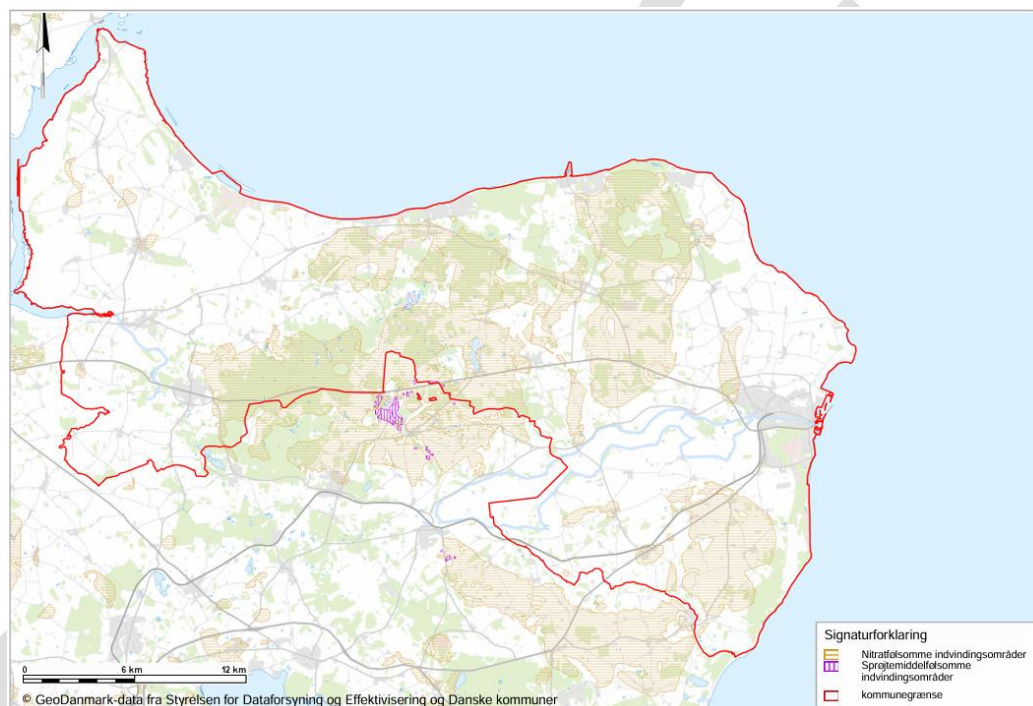 0
6 km
12 km
© GeoDanmark-data fra Styrelsen for Dataforsyning og Effektivisering og Danske kommuner
Signaturforklaring
Nitratfølsomme indvindingsområder
Sprøjtemiddelfølsomme
indvindingsområder
kommunegrænse